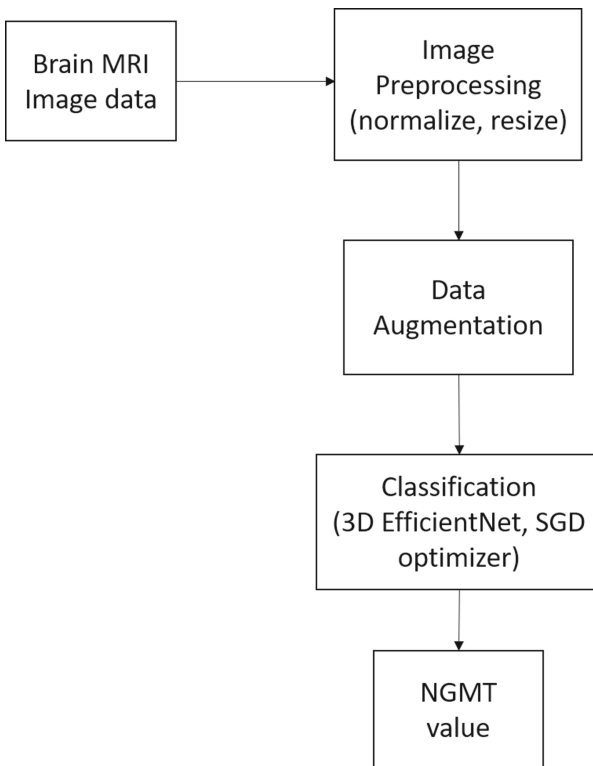 Brain MRI
Image data
Image
Preprocessing
(normalize, resize)
Data
Augmentation
Classification
(3D EfficientNet, SGD
optimizer)
NGMT
value